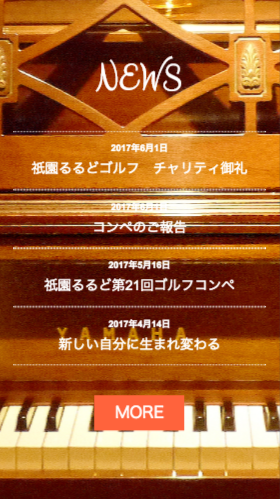 NEWS
2017年6月1日
祇園るるどゴルフ チャリティ御礼
コンペのご報告
2017年5月16日
祇園るるど第21回ゴルフコンペ
YAMAHA
2017年4月14日
新しい自分に生まれ変わる
MORE